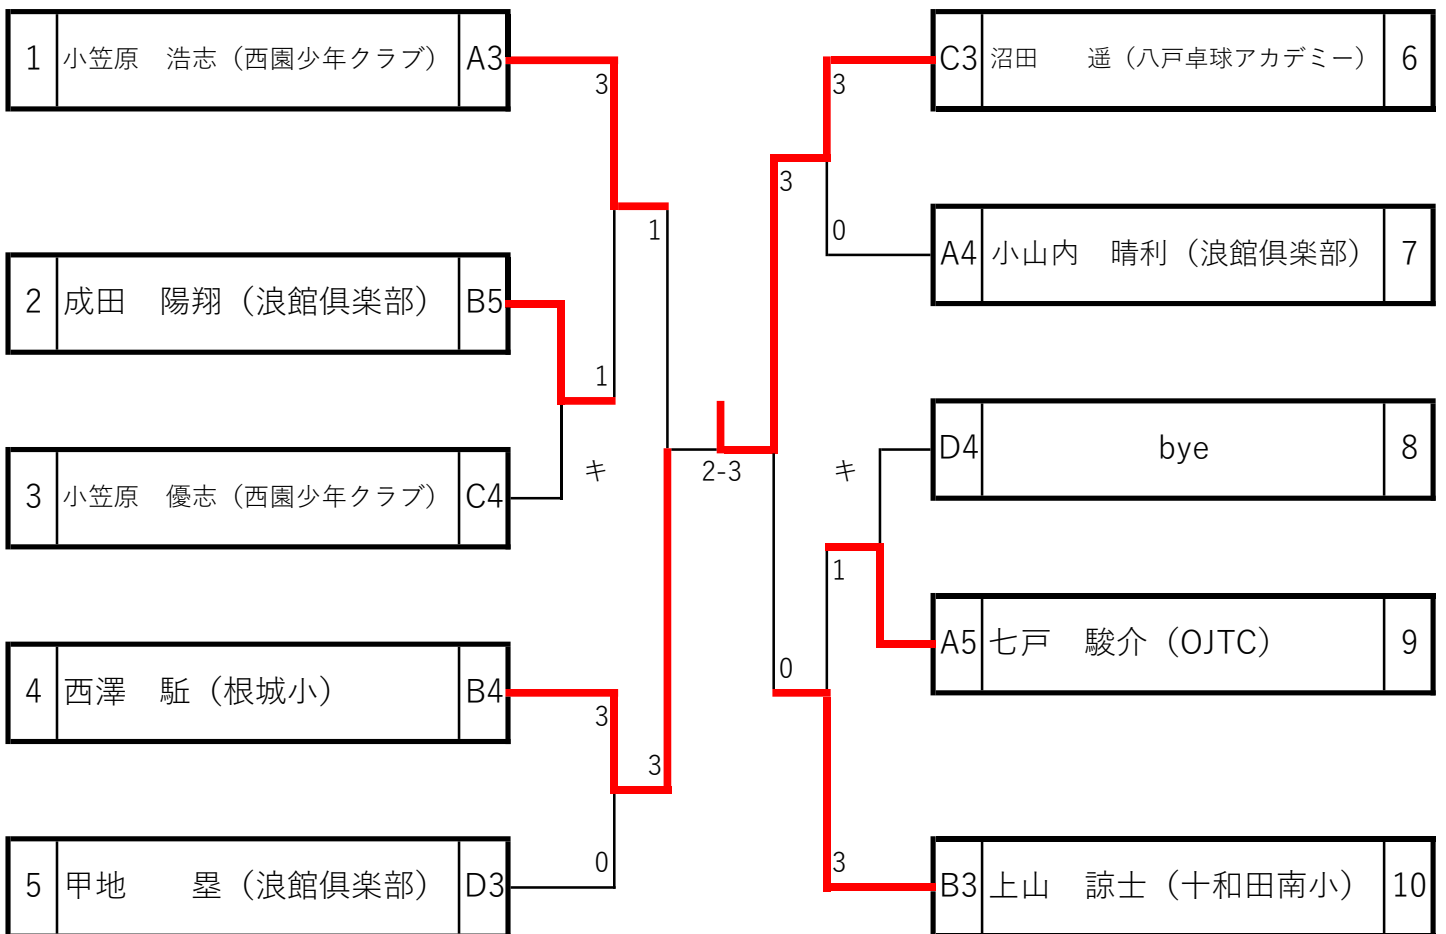 1 小笠原 浩志（西園少年クラブ） A3
3
C3 沼田 遥（八戸卓球アカデミー） 6
3
3
1
0
A4 小山内 晴利（浪館倶楽部） 7
2 成田 陽翔（浪館倶楽部） B5
1
D4 bye 8
3 小笠原 優志（西園少年クラブ） C4
キ
2-3
キ
1
A5 七戸 駿介（OJTC） 9
0
4 西澤 駈（根城小） B4
3
3
0
3
5 甲地 塁（浪館倶楽部） D3
B3 上山 諒士（十和田南小） 10